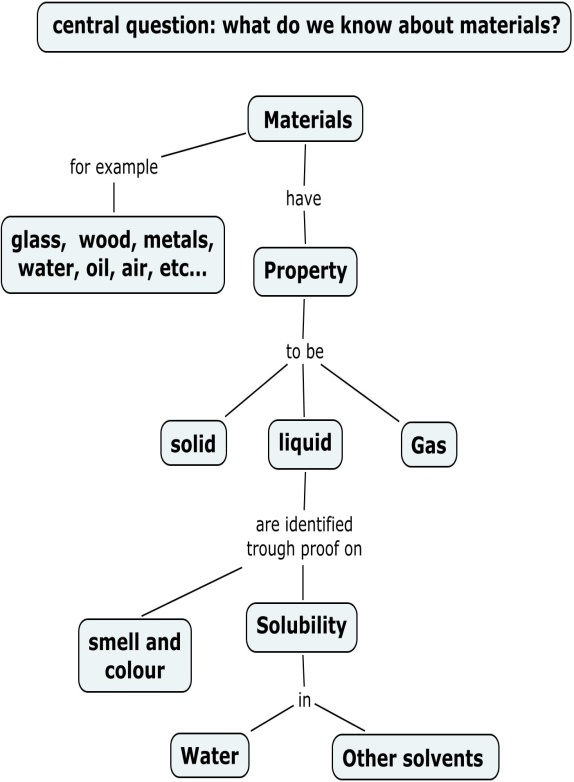 central question: what do we know about materials?
Materials
for example
have
glass, wood, metals,
water, oil, air, etc...
Property
to be
solid
liquid
Gas
are identified
trough proof on
smell and
colour
Solubility
in
Water
Other solvents